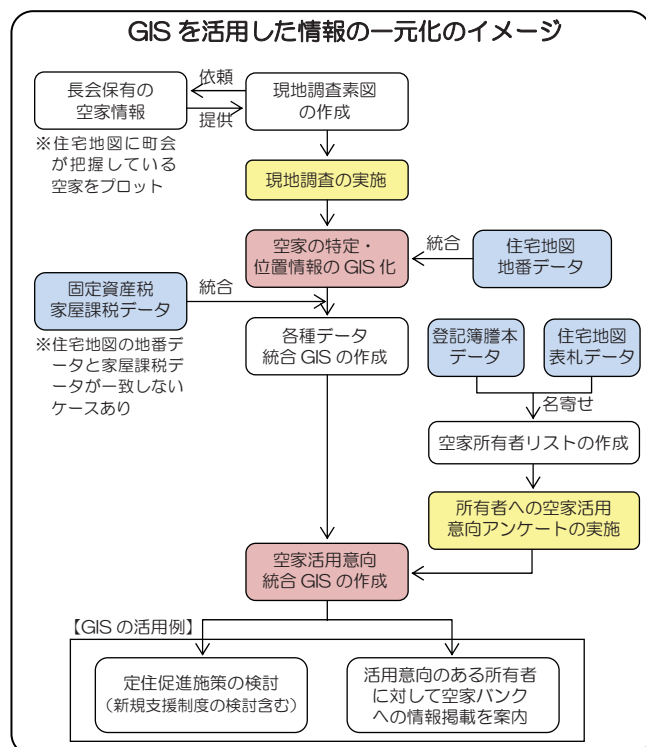 GIS を活用した情報の一元化のイメージ
長会保有の
空家情報
依頼
提供
現地調査素図
の作成
※住宅地図に町会
が把握している
空家をプロット
現地調査の実施
空家の特定・
位置情報の GIS 化
統合
住宅地図
地番データ
固定資産税
家屋課税データ
統合
※住宅地図の地番デ
ータと家屋課税デ
ータが一致しない
ケースあり
各種データ
統合 GIS の作成
登記簿謄本
データ
住宅地図
表札データ
名寄せ
空家所有者リストの作成
所有者への空家活用
意向アンケートの実施
空家活用意向
統合 GIS の作成
【GIS の活用例】
定住促進施策の検討
(新規支援制度の検討含む)
活用意向のある所有者
に対して空家バンク
への情報掲載を案内